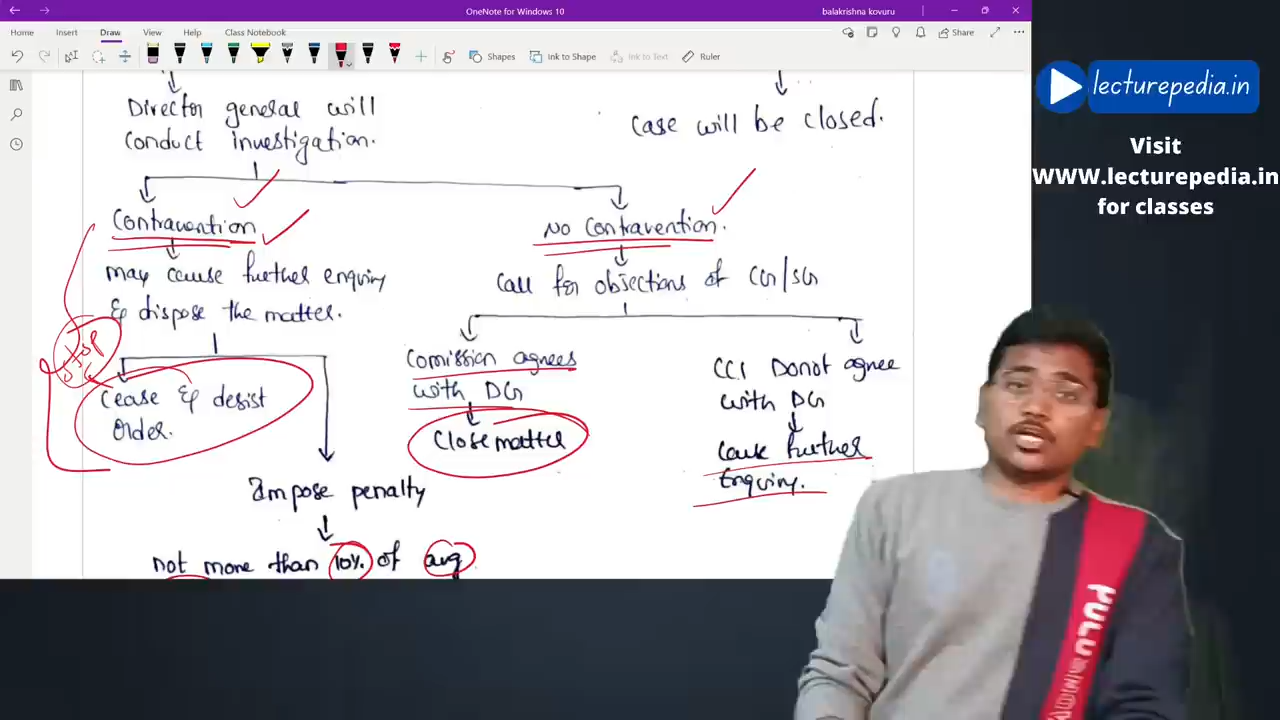 OneNote for Windows 10
balakrishna kovuru
Home
Insert
Draw
View
Help
Class Notebook
Share
Shapes
Ink to Shape
Ink to Text
Ruler
lecturepedia.in
Visit
WWW.lecturepedia.in
for classes
Director general will
conduct investigation.
case will be closed.
Contravention
No contravention.
may cause further enquiry
& dispose the matter.
call for objections of CG/SG
stop
Cease & desist
Order.
Comission agrees
with DG
Close matter
CCI Donot agree
with DG
Cause further
Enquiry.
Impose penalty
not more than 10% of avg
PUCU